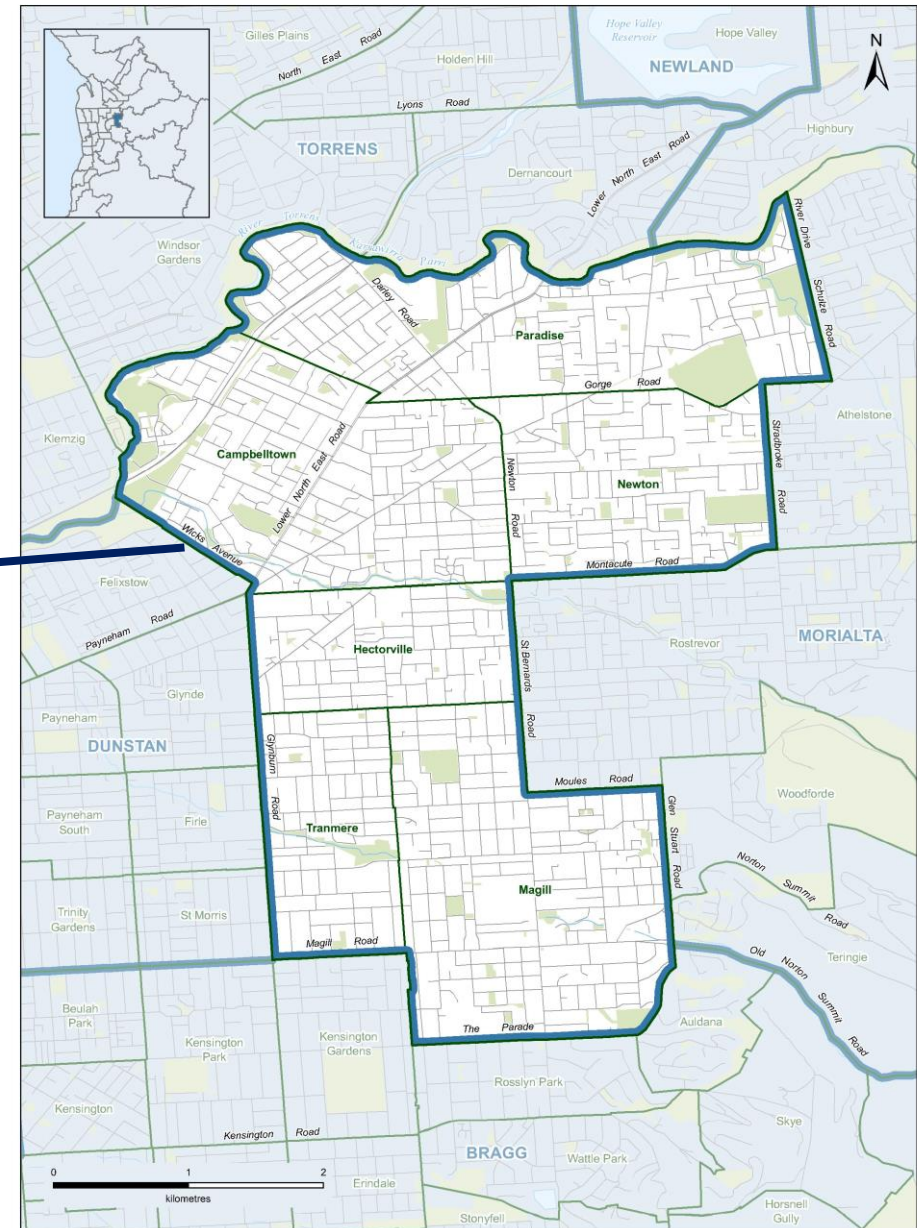 Gilles Plains
North East Road
Holden Hill
Hope Valley
Reservoir
Hope Valley
NEWLAND
N
Lyons Road
TORRENS
Highbury
Dernancourt
Lower North East Road
River Torrens
Karrawirra Parri
Windsor
Gardens
River Drive
Darley Road
Schulze Road
Paradise
Gorge Road
Klemzig
Athelstone
Campbelltown
Lower North East Road
Stradbroke Road
Newton
Newton Road
Wicks Avenue
Montacute Road
Felixstow
Payneham Road
Hectorville
St Bernards Road
Rostrevor
MORIALTA
Glynde
Payneham
DUNSTAN
Glynburn Road
Moules Road
Woodforde
Payneham
South
Firle
Tranmere
Glen Stuart Road
Magill
Norton Summit Road
Trinity
Gardens
St Morris
Magill Road
Old Norton Summit Road
Teringie
Beulah
Park
Kensington
Park
Kensington
Gardens
The Parade
Auldana
Rosslyn Park
Kensington
Skye
Kensington Road
BRAGG
Wattle Park
0 1 2
kilometres
Erindale
Stonyfell
Horsnell
Gully